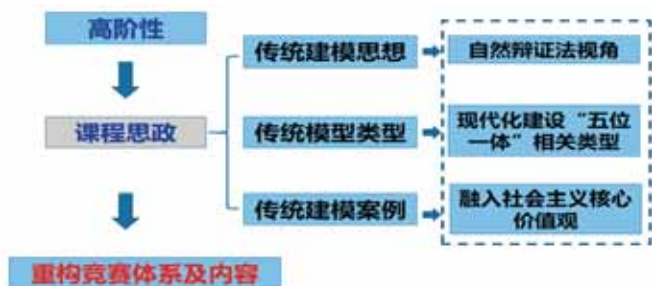 高阶性
传统建模思想
自然辩证法视角
课程思政
传统模型类型
现代化建设“五位
一体”相关类型
传统建模案例
融入社会主义核心
价值观
重构竞赛体系及内容